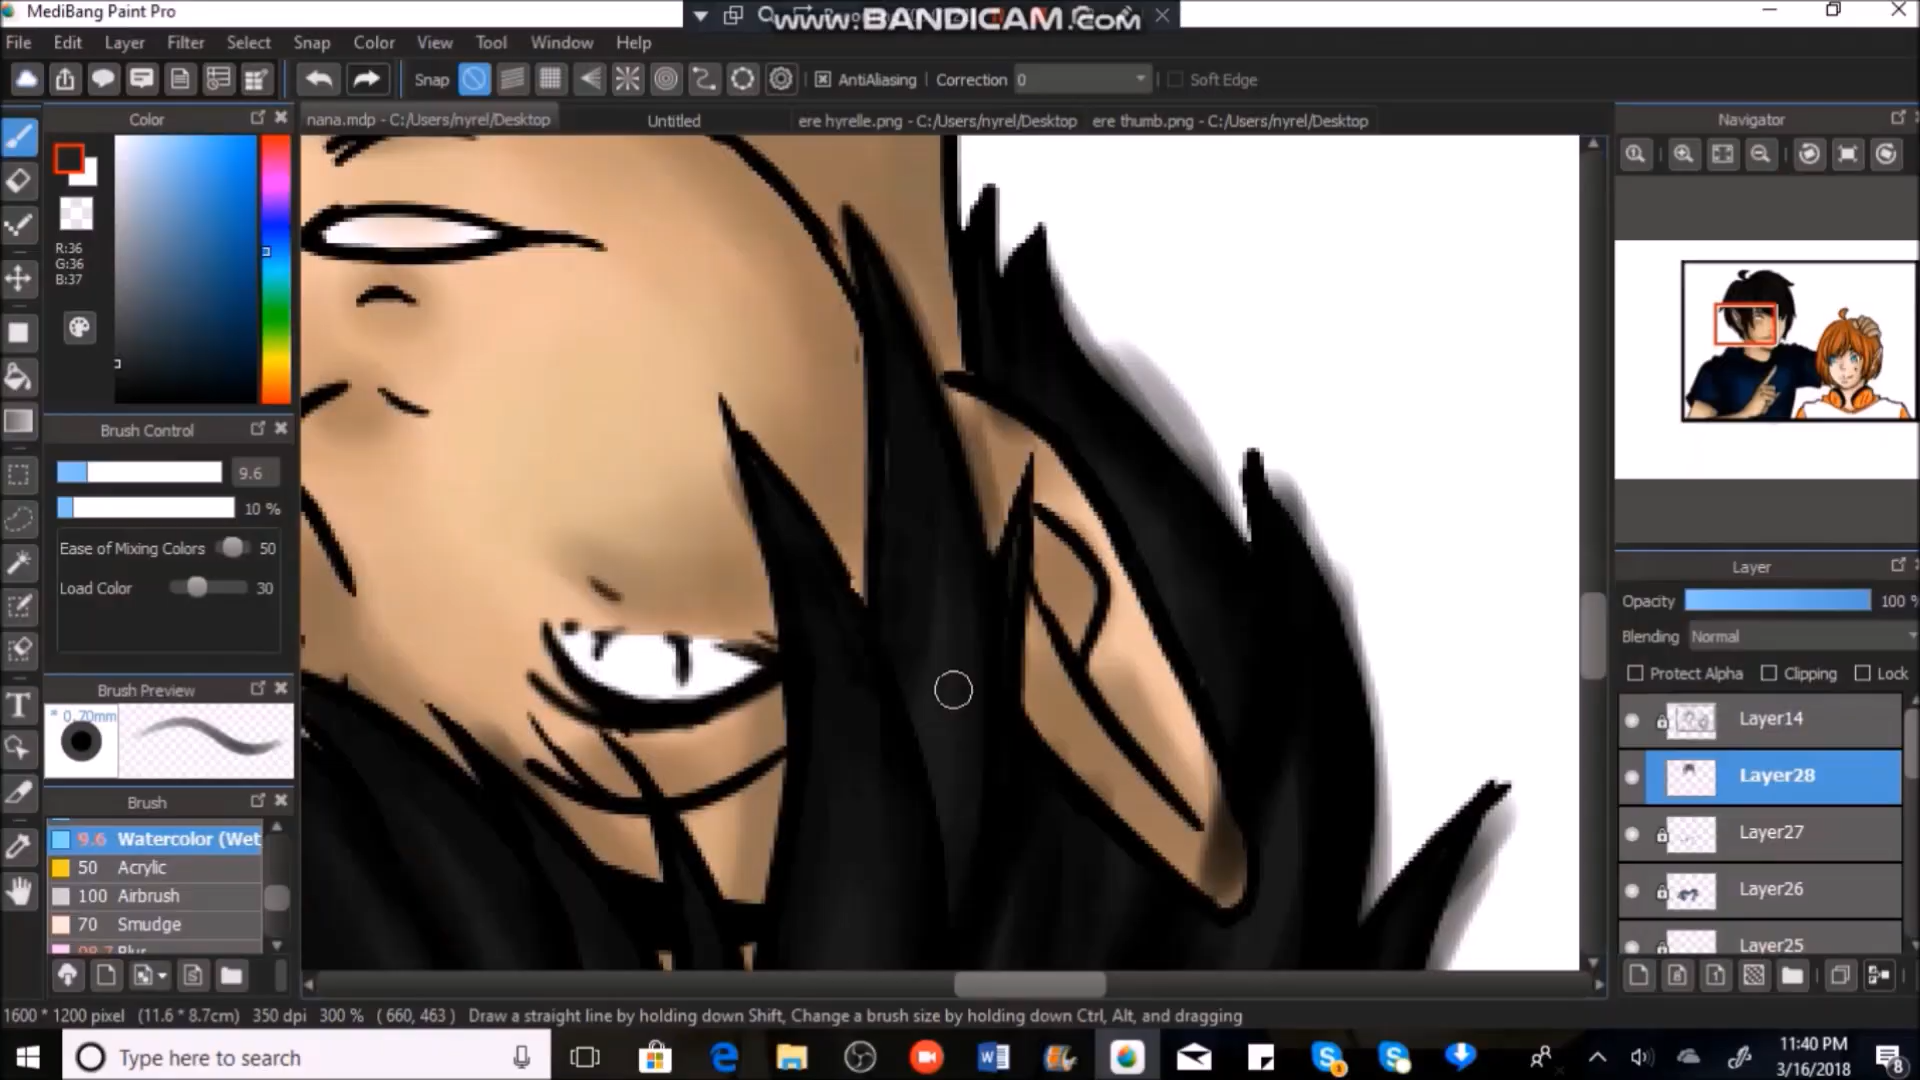 MediBang Paint Pro
www.BANDICAM.com
File Edit Layer Filter Select Snap Color View Tool Window Help
Snap AntiAliasing Correction 0 Soft Edge
Color
nana.mdp - C:/Users/nyrel/Desktop Untitled ere hyrelle.png - C:/Users/nyrel/Desktop ere thumb.png - C:/Users/nyrel/Desktop
Navigator
R:36
G:36
B:37
Brush Control
9.6
10 %
Ease of Mixing Colors 50
Load Color 30
Brush Preview
* 0.70mm
Brush
9.6 Watercolor (Wet
50 Acrylic
100 Airbrush
70 Smudge
Layer
Opacity 100 %
Blending Normal
Protect Alpha Clipping Lock
Layer14
Layer28
Layer27
Layer26
Layer25
1600 * 1200 pixel (11.6 * 8.7cm) 350 dpi 300 % ( 660, 463 ) Draw a straight line by holding down Shift, Change a brush size by holding down Ctrl, Alt, and dragging
Type here to search
11:40 PM
3/16/2018
8